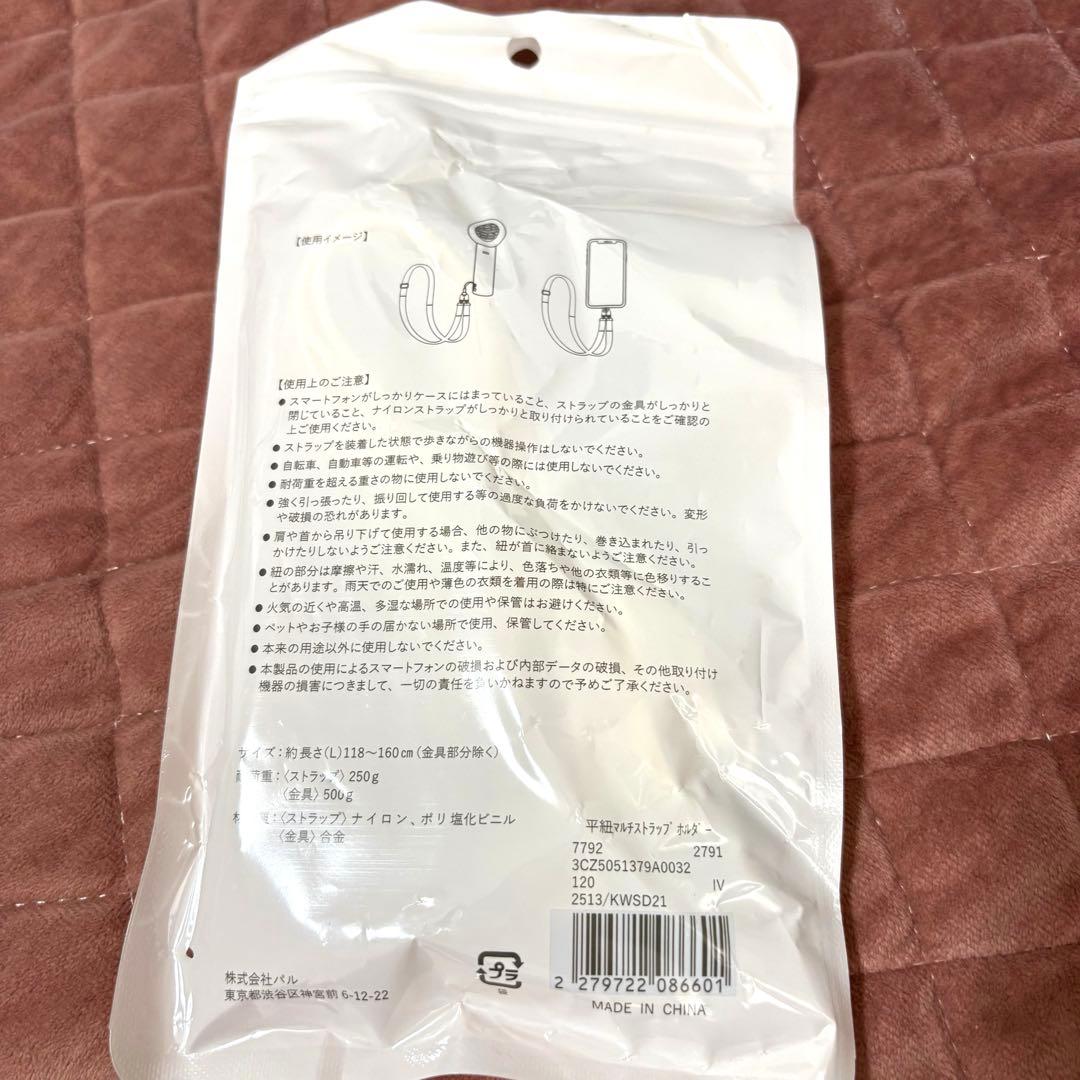 【使用イメージ】
【使用上のご注意】
●スマートフォンがしっかりケースにはまっていること、ストラップの金具がしっかりと
閉じていること、ナイロンストラップがしっかりと取り付けられていることをご確認の
上ご使用ください。
●ストラップを装着した状態で歩きながらの機器操作はしないでください。
●自転車、自動車等の運転や、乗り物遊び等の際には使用しないでください。
●耐荷重を超える重さの物に使用しないでください。
●強く引っ張ったり、振り回して使用する等の過度な負荷をかけないでください。変形
や破損の恐れがあります。
●肩や首から吊り下げて使用する場合、他の物にぶつけたり、巻き込まれたり、引っ
かけたりしないようご注意ください。また、紐が首に絡まないようご注意ください。
●紐の部分は摩擦や汗、水濡れ、温度等により、色落ちや他の衣類等に色移りするこ
とがあります。雨天でのご使用や薄色の衣類を着用の際は特にご注意ください。
●火気の近くや高温、多湿な場所での使用や保管はお避けください。
●ペットやお子様の手の届かない場所で使用、保管してください。
●本来の用途以外に使用しないでください。
●本製品の使用によるスマートフォンの破損および内部データの破損、その他取り付け
機器の損害につきまして、一切の責任を負いかねますので予めご了承ください。
サイズ：約長さ(L)118〜160㎝(金具部分除く)
耐荷重：〈ストラップ〉250g
〈金具〉500g
材質：〈ストラップ〉ナイロン、ポリ塩化ビニル
〈金具〉合金
平紐ﾏﾙﾁｽﾄﾗｯﾌﾟﾎﾙﾀﾞｰ
7792 2791
3CZ5051379A0032
120 IV
2513/KWSD21
2 279722 086601
MADE IN CHINA
プラ
株式会社パル
東京都渋谷区神宮前 6-12-22